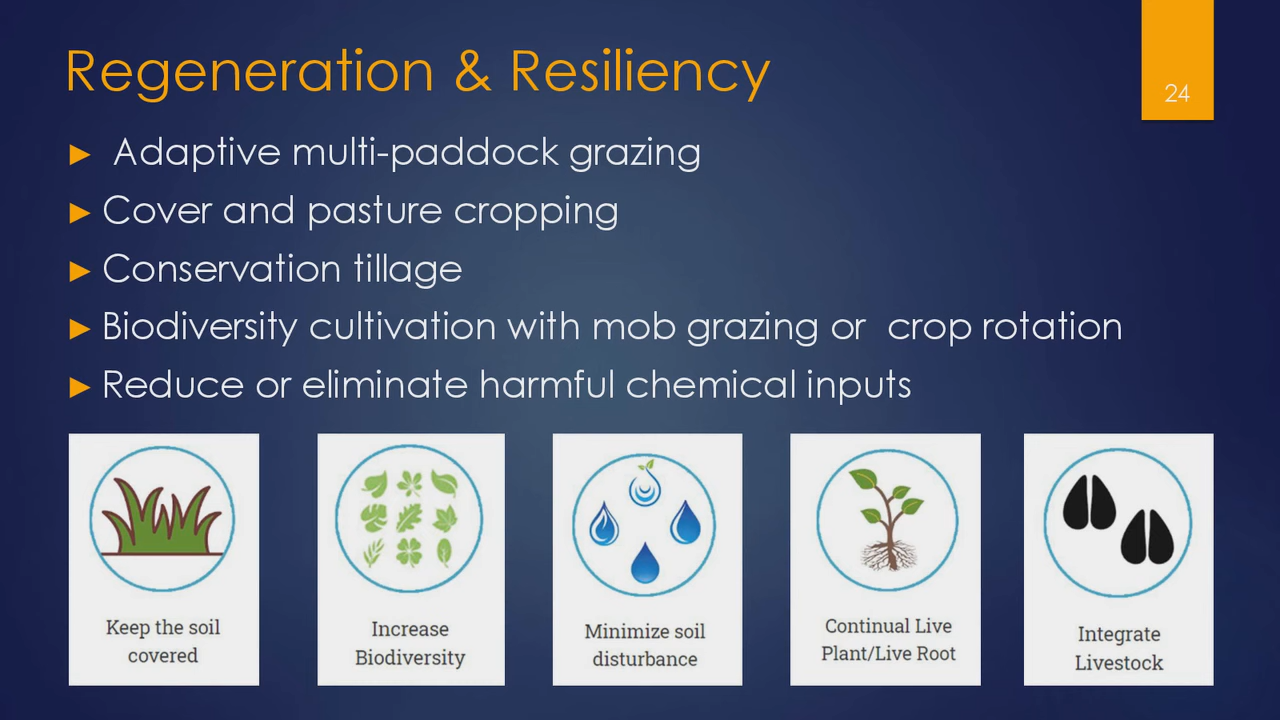 Regeneration & Resiliency
24
► Adaptive multi-paddock grazing
► Cover and pasture cropping
► Conservation tillage
► Biodiversity cultivation with mob grazing or crop rotation
► Reduce or eliminate harmful chemical inputs
Keep the soil
covered
Increase
Biodiversity
Minimize soil
disturbance
Continual Live
Plant/Live Root
Integrate
Livestock